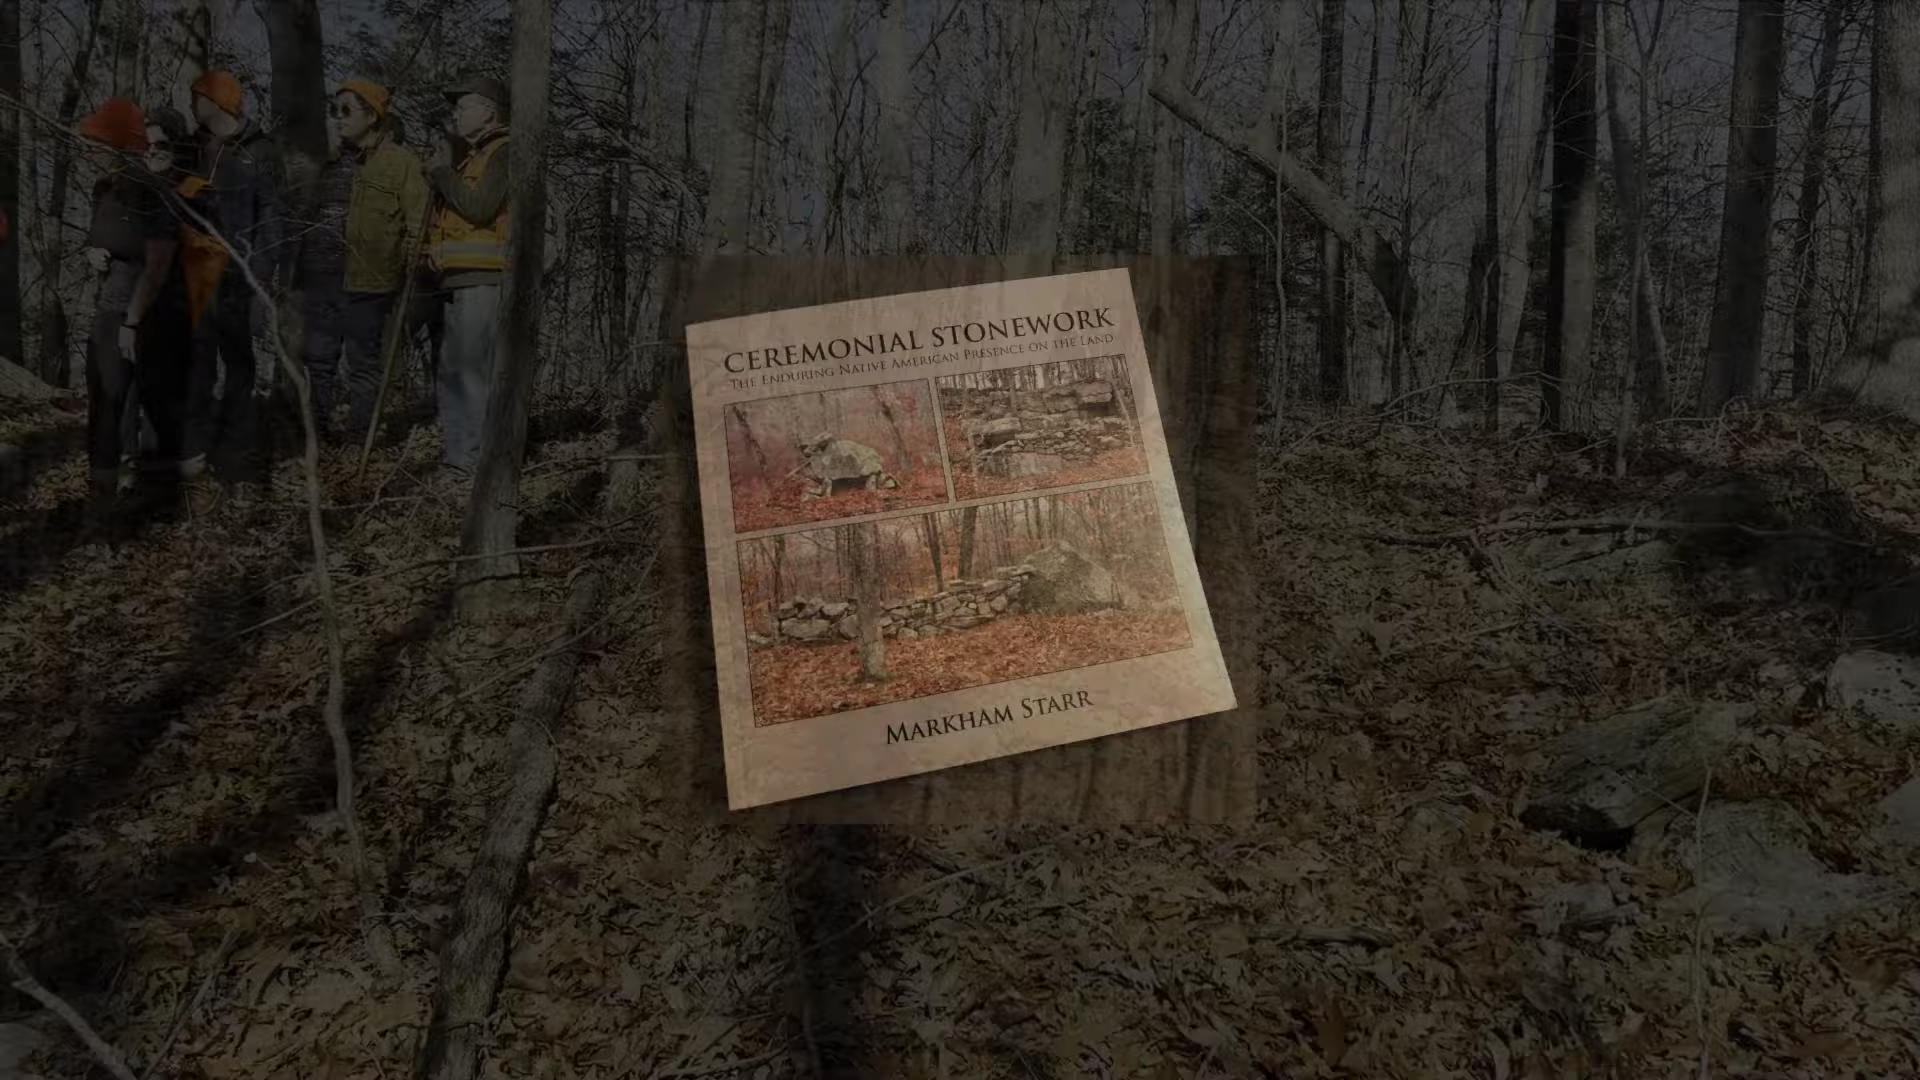 CEREMONIAL STONEWORK
THE ENDURING NATIVE AMERICAN PRESENCE ON THE LAND
MARKHAM STARR